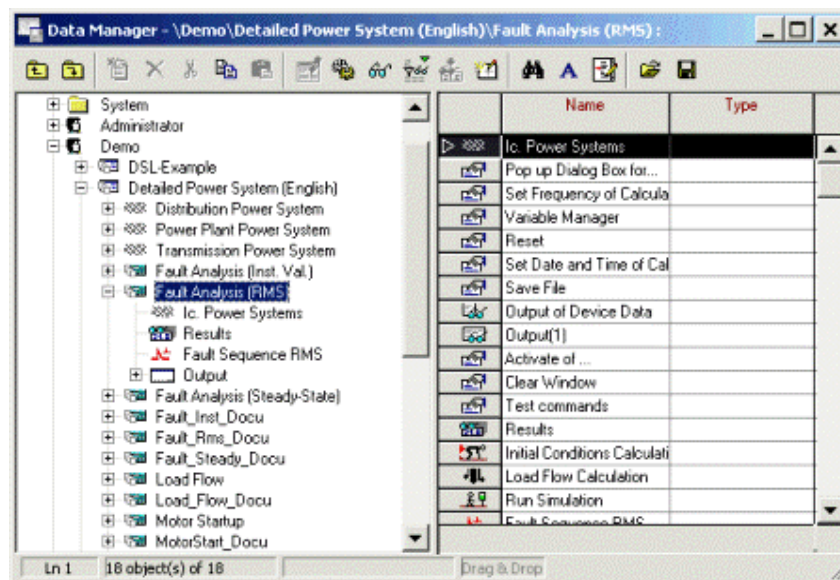 Data Manager - \Demo\Detailed Power System (English)\Fault Analysis (RMS) :
System
Administrator
Demo
DSL-Example
Detailed Power System (English)
Distribution Power System
Power Plant Power System
Transmission Power System
Fault Analysis (Inst. Val.)
Fault Analysis (RMS
Ic. Power Systems
Results
Fault Sequence RMS
Output
Fault Analysis (Steady-State)
Fault_Inst_Docu
Fault_Rms_Docu
Fault_Steady_Docu
Load Flow
Load_Flow_Docu
Motor Startup
MotorStart_Docu
Name Type
Ic. Power Systems
Pop up Dialog Box for...
Set Frequency of Calcula
Variable Manager
Reset
Set Date and Time of Cal
Save File
Output of Device Data
Output(1)
Activate of ...
Clear Window
Test commands
Results
Initial Conditions Calculati
Load Flow Calculation
Run Simulation
Fault Sequence RMS
Ln 1 18 object(s) of 18 Drag & Drop